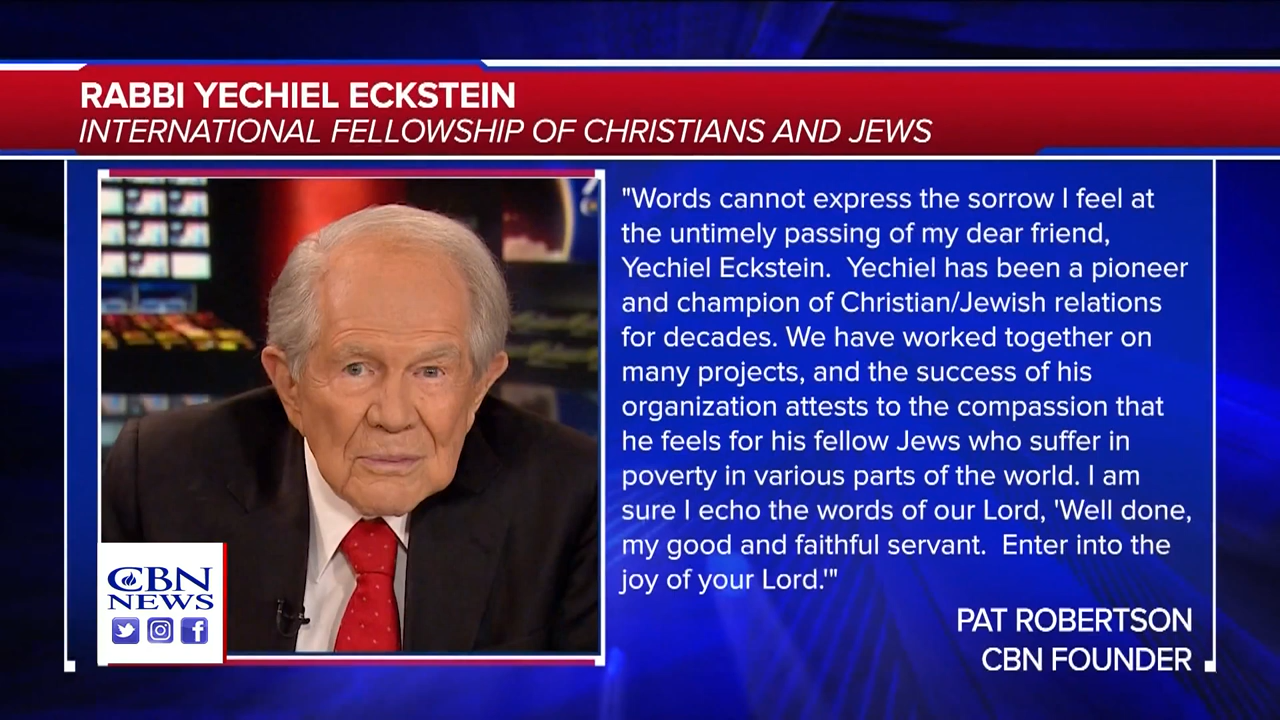 RABBI YECHIEL ECKSTEIN
INTERNATIONAL FELLOWSHIP OF CHRISTIANS AND JEWS
"Words cannot express the sorrow I feel at
the untimely passing of my dear friend,
Yechiel Eckstein.  Yechiel has been a pioneer
and champion of Christian/Jewish relations
for decades. We have worked together on
many projects, and the success of his
organization attests to the compassion that
he feels for his fellow Jews who suffer in
poverty in various parts of the world. I am
sure I echo the words of our Lord, 'Well done,
my good and faithful servant.  Enter into the
joy of your Lord.'"
PAT ROBERTSON
CBN FOUNDER
CBN
NEWS